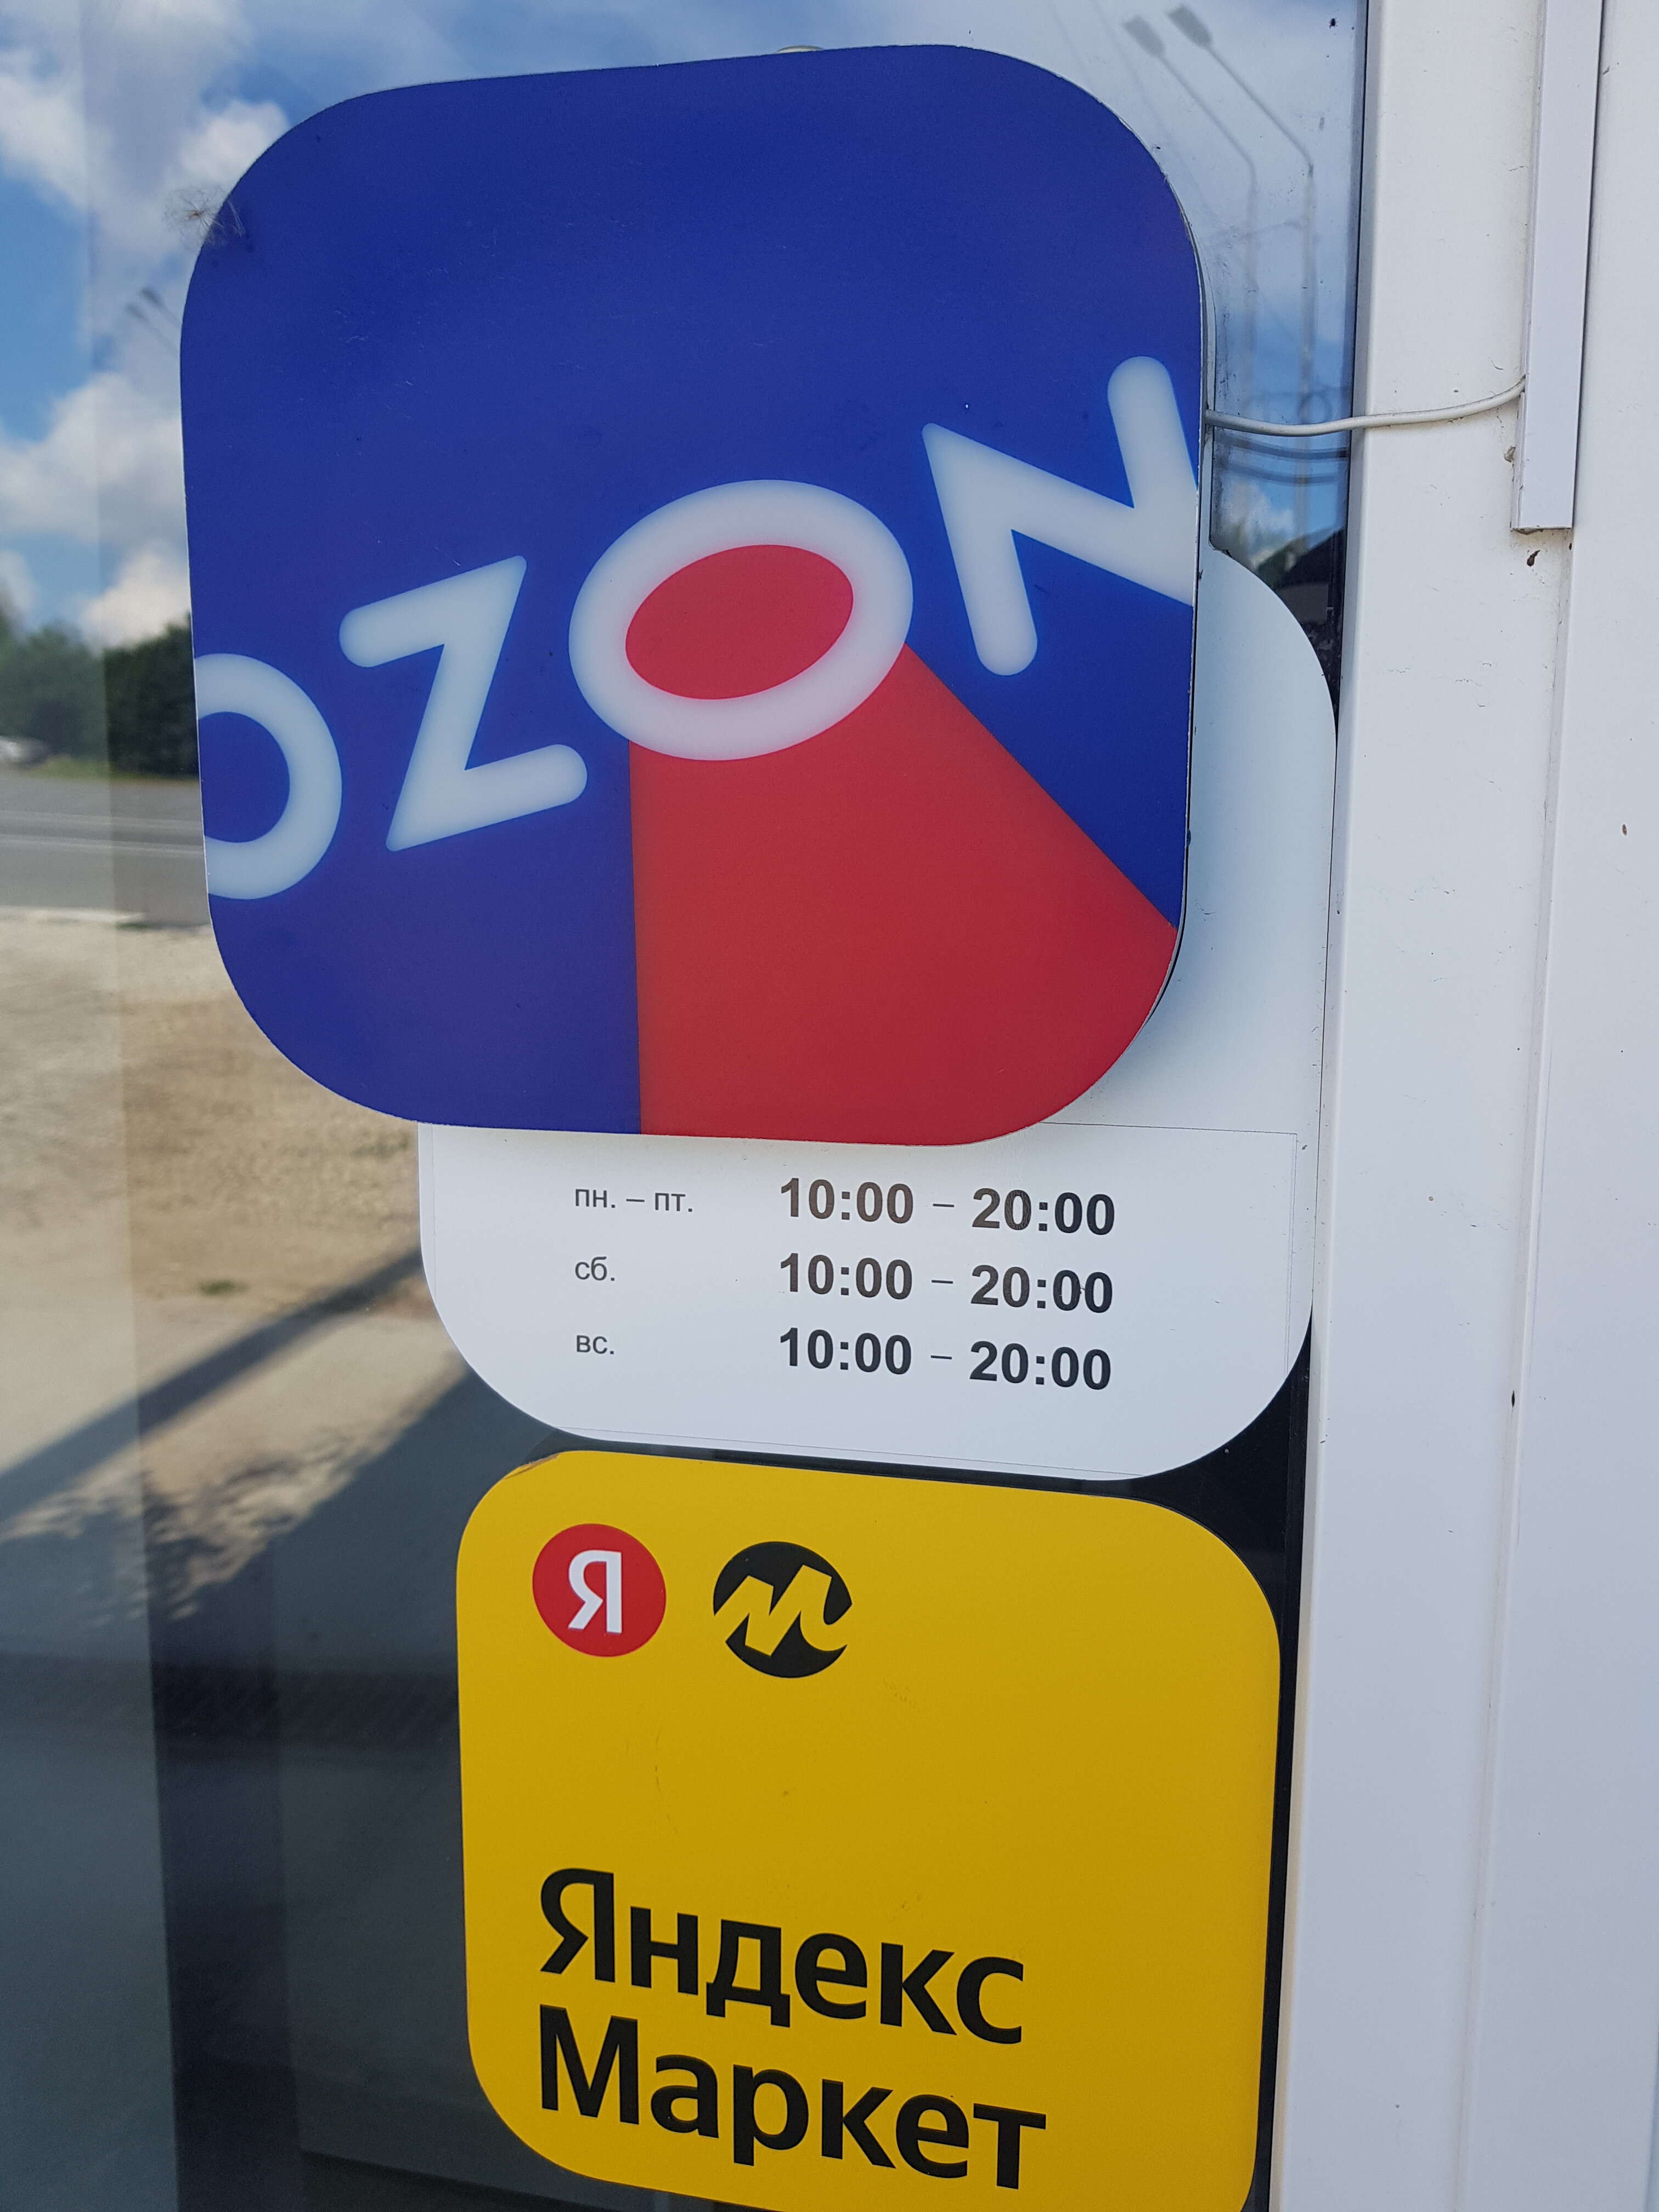 OZON
пн. – пт. 10:00 – 20:00
сб. 10:00 – 20:00
вс. 10:00 – 20:00
Я
М
Яндекс
Маркет